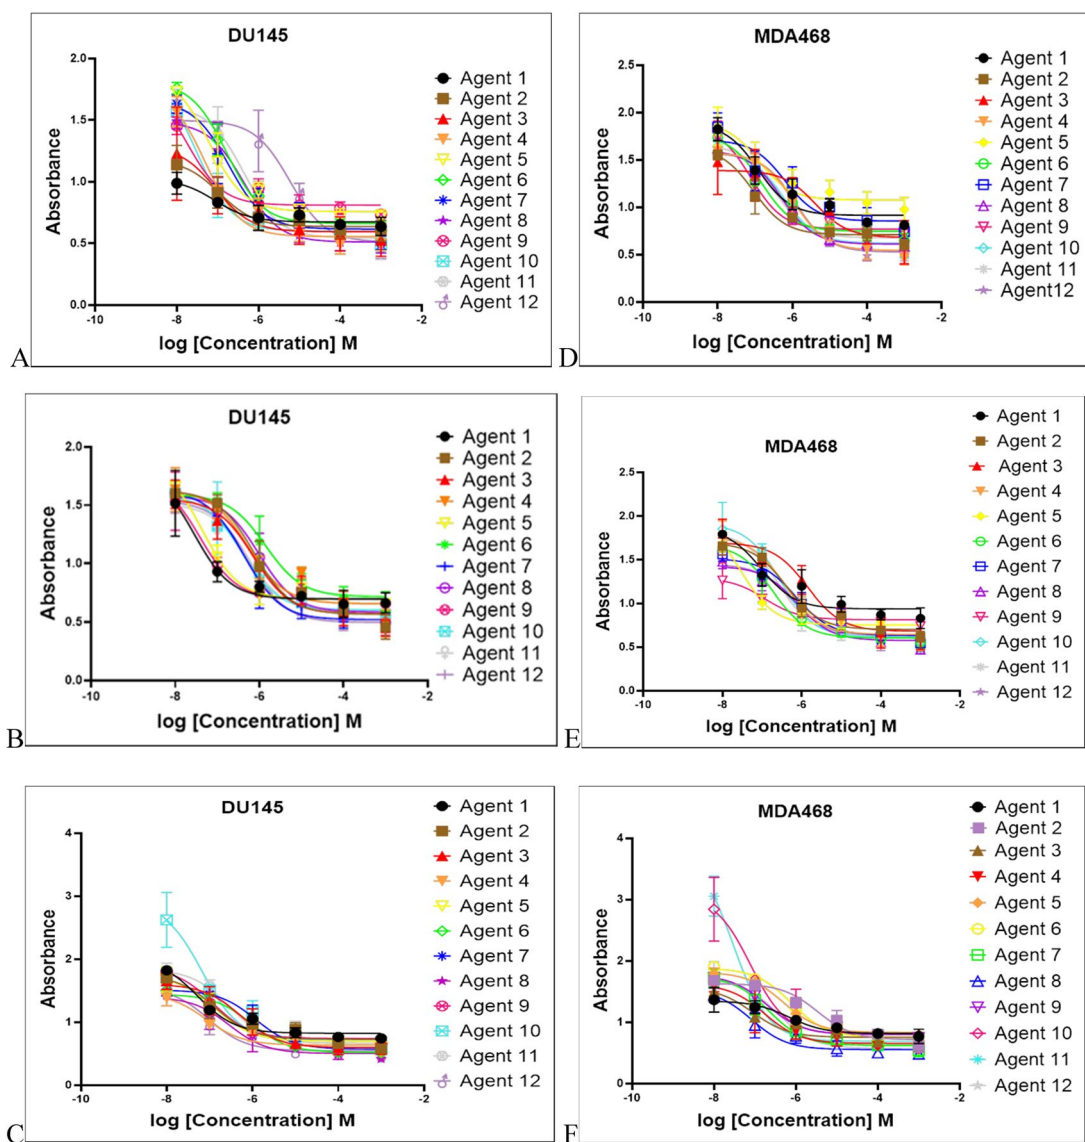 DU145
Absorbance
2.0
1.5
1.0
0.5
0.0
-10
-8
-6
-4
-2
log [Concentration] M
Agent 1
Agent 2
Agent 3
Agent 4
Agent 5
Agent 6
Agent 7
Agent 8
Agent 9
Agent 10
Agent 11
Agent 12
A
MDA468
Absorbance
2.5
2.0
1.5
1.0
0.5
0.0
-10
-8
-6
-4
-2
log [Concentration] M
Agent 1
Agent 2
Agent 3
Agent 4
Agent 5
Agent 6
Agent 7
Agent 8
Agent 9
Agent 10
Agent 11
Agent12
D
DU145
Absorbance
2.0
1.5
1.0
0.5
0.0
-10
-8
-6
-4
-2
log [Concentration] M
Agent 1
Agent 2
Agent 3
Agent 4
Agent 5
Agent 6
Agent 7
Agent 8
Agent 9
Agent 10
Agent 11
Agent 12
B
MDA468
Absorbance
2.5
2.0
1.5
1.0
0.5
0.0
-10
-8
-6
-4
-2
log [Concentration] M
Agent 1
Agent 2
Agent 3
Agent 4
Agent 5
Agent 6
Agent 7
Agent 8
Agent 9
Agent 10
Agent 11
Agent 12
E
DU145
Absorbance
4
3
2
1
0
-10
-8
-6
-4
-2
log [Concentration] M
Agent 1
Agent 2
Agent 3
Agent 4
Agent 5
Agent 6
Agent 7
Agent 8
Agent 9
Agent 10
Agent 11
Agent 12
C
MDA468
Absorbance
4
3
2
1
0
-10
-8
-6
-4
-2
log [Concentration] M
Agent 1
Agent 2
Agent 3
Agent 4
Agent 5
Agent 6
Agent 7
Agent 8
Agent 9
Agent 10
Agent 11
Agent 12
F